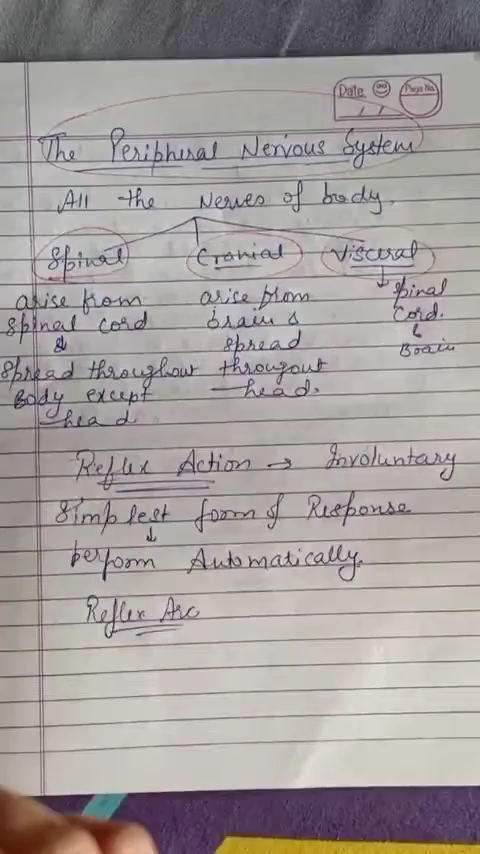 Date
Page No.
The Peripheral Nervous System
All the Nerves of body.
Spinal Cranial Visceral
arise from arise from Spinal
Spinal cord brain & Cord.
spread Brain
Spread throughout througout
Body except head.
head
Reflex Action → Involuntary
Simplest form of Response
perform Automatically.
Reflex Arc